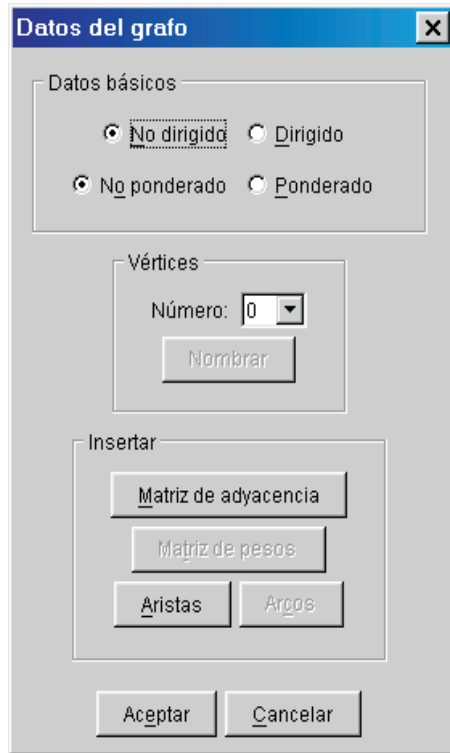 Datos del grafo
Datos básicos
No dirigido Dirigido
No ponderado Ponderado
Vértices
Número: 0
Nombrar
Insertar
Matriz de adyacencia
Matriz de pesos
Aristas Arcos
Aceptar Cancelar